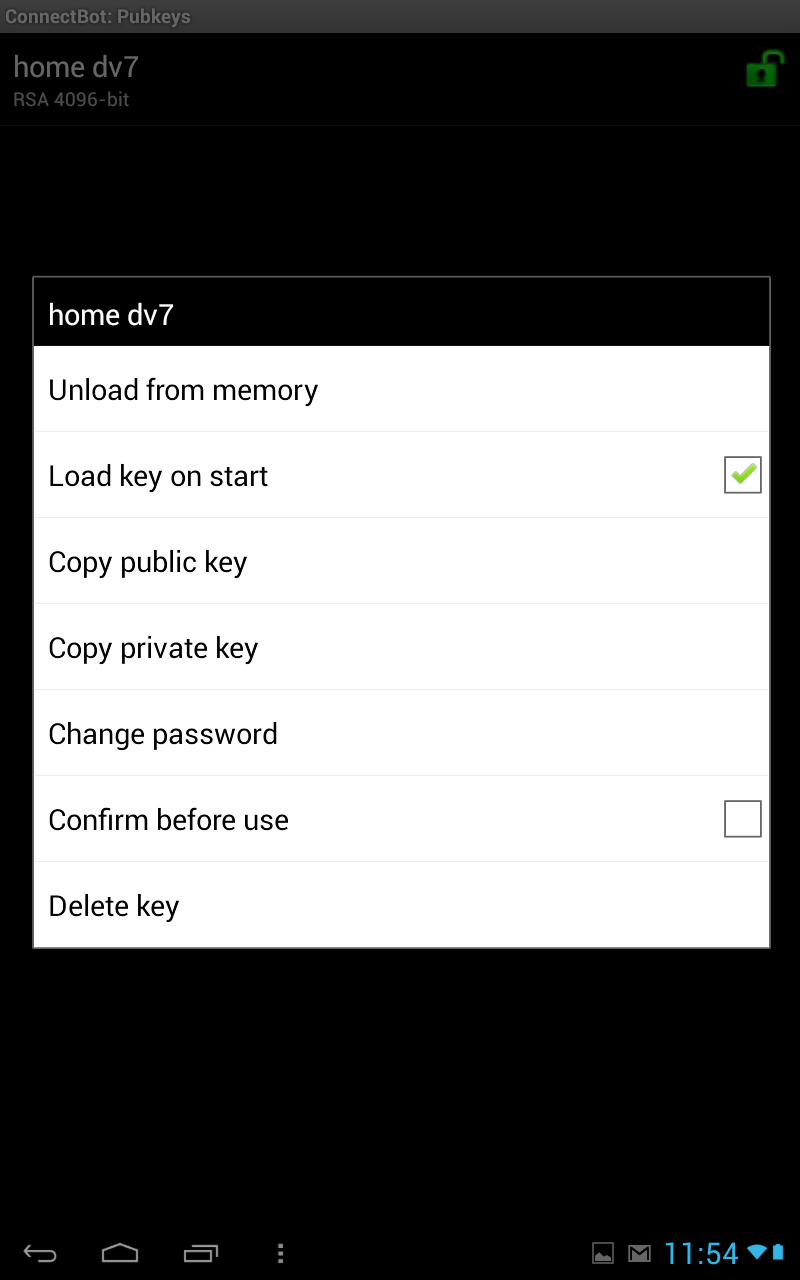 ConnectBot: Pubkeys
home dv7
RSA 4096-bit
home dv7
Unload from memory
Load key on start
Copy public key
Copy private key
Change password
Confirm before use
Delete key
11:54